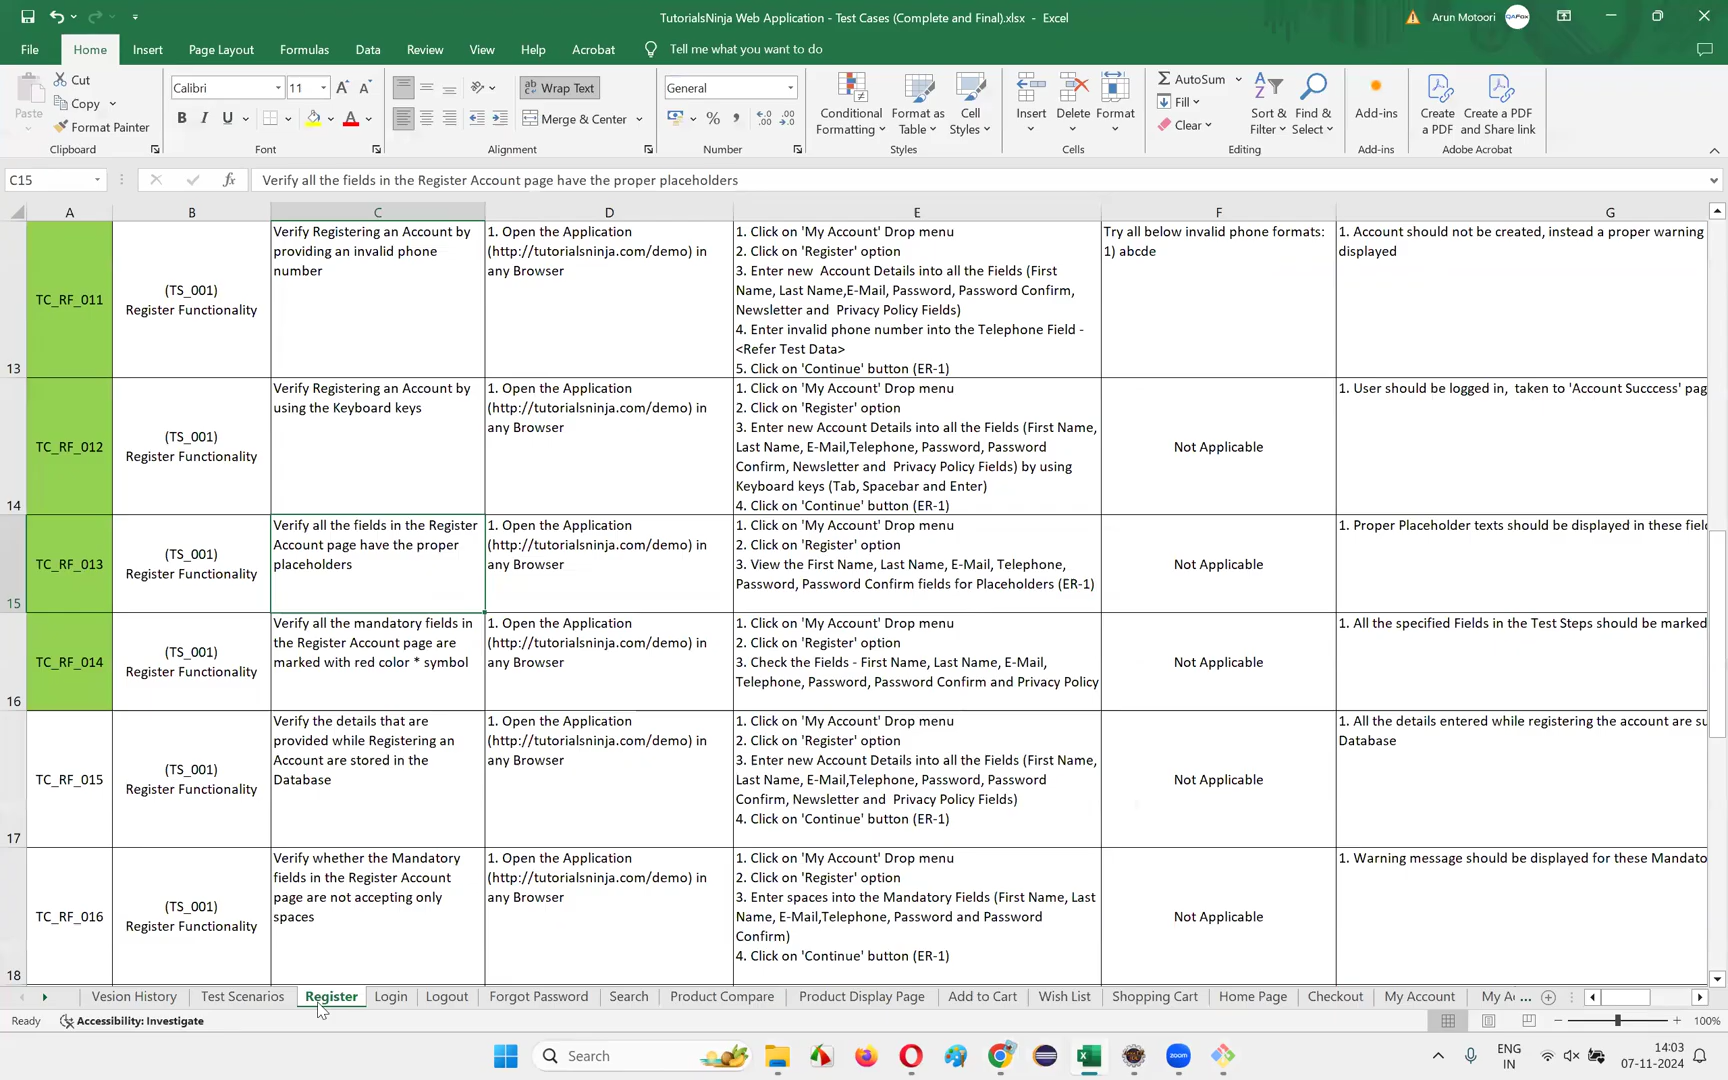 TutorialsNinja Web Application - Test Cases (Complete and Final).xlsx - Excel
Arun Motoori
File Home Insert Page Layout Formulas Data Review View Help Acrobat Tell me what you want to do
Paste
Cut
Copy
Format Painter
Clipboard
Calibri 11
B I U
Font
Wrap Text
Merge & Center
Alignment
General
Number
Conditional Formatting
Format as Table
Cell Styles
Styles
Insert Delete Format
Cells
AutoSum
Fill
Clear
Sort & Filter
Find & Select
Editing
Add-ins
Add-ins
Create a PDF
Create a PDF and Share link
Adobe Acrobat
C15
fx
Verify all the fields in the Register Account page have the proper placeholders
A B C D E F G
13
TC_RF_011
(TS_001)
Register Functionality
Verify Registering an Account by
providing an invalid phone
number
1. Open the Application
(http://tutorialsninja.com/demo) in
any Browser
1. Click on 'My Account' Drop menu
2. Click on 'Register' option
3. Enter new  Account Details into all the Fields (First
Name, Last Name,E-Mail, Password, Password Confirm,
Newsletter and  Privacy Policy Fields)
4. Enter invalid phone number into the Telephone Field -
<Refer Test Data>
5. Click on 'Continue' button (ER-1)
Try all below invalid phone formats:
1) abcde
1. Account should not be created, instead a proper warning
displayed
14
TC_RF_012
(TS_001)
Register Functionality
Verify Registering an Account by
using the Keyboard keys
1. Open the Application
(http://tutorialsninja.com/demo) in
any Browser
1. Click on 'My Account' Drop menu
2. Click on 'Register' option
3. Enter new Account Details into all the Fields (First Name,
Last Name, E-Mail,Telephone, Password, Password
Confirm, Newsletter and  Privacy Policy Fields) by using
Keyboard keys (Tab, Spacebar and Enter)
4. Click on 'Continue' button (ER-1)
Not Applicable
1. User should be logged in,  taken to 'Account Succcess' pag
15
TC_RF_013
(TS_001)
Register Functionality
Verify all the fields in the Register
Account page have the proper
placeholders
1. Open the Application
(http://tutorialsninja.com/demo) in
any Browser
1. Click on 'My Account' Drop menu
2. Click on 'Register' option
3. View the First Name, Last Name, E-Mail, Telephone,
Password, Password Confirm fields for Placeholders (ER-1)
Not Applicable
1. Proper Placeholder texts should be displayed in these fiel
16
TC_RF_014
(TS_001)
Register Functionality
Verify all the mandatory fields in
the Register Account page are
marked with red color * symbol
1. Open the Application
(http://tutorialsninja.com/demo) in
any Browser
1. Click on 'My Account' Drop menu
2. Click on 'Register' option
3. Check the Fields - First Name, Last Name, E-Mail,
Telephone, Password, Password Confirm and Privacy Policy
Not Applicable
1. All the specified Fields in the Test Steps should be marked
17
TC_RF_015
(TS_001)
Register Functionality
Verify the details that are
provided while Registering an
Account are stored in the
Database
1. Open the Application
(http://tutorialsninja.com/demo) in
any Browser
1. Click on 'My Account' Drop menu
2. Click on 'Register' option
3. Enter new Account Details into all the Fields (First Name,
Last Name, E-Mail,Telephone, Password, Password
Confirm, Newsletter and  Privacy Policy Fields)
4. Click on 'Continue' button (ER-1)
Not Applicable
1. All the details entered while registering the account are su
Database
18
TC_RF_016
(TS_001)
Register Functionality
Verify whether the Mandatory
fields in the Register Account
page are not accepting only
spaces
1. Open the Application
(http://tutorialsninja.com/demo) in
any Browser
1. Click on 'My Account' Drop menu
2. Click on 'Register' option
3. Enter spaces into the Mandatory Fields (First Name, Last
Name, E-Mail,Telephone, Password and Password
Confirm)
4. Click on 'Continue' button (ER-1)
Not Applicable
1. Warning message should be displayed for these Mandato
Vesion History Test Scenarios Register Login Logout Forgot Password Search Product Compare Product Display Page Add to Cart Wish List Shopping Cart Home Page Checkout My Account My A ...
Ready Accessibility: Investigate 100%
Search
zoom
ENG
IN
14:03
07-11-2024